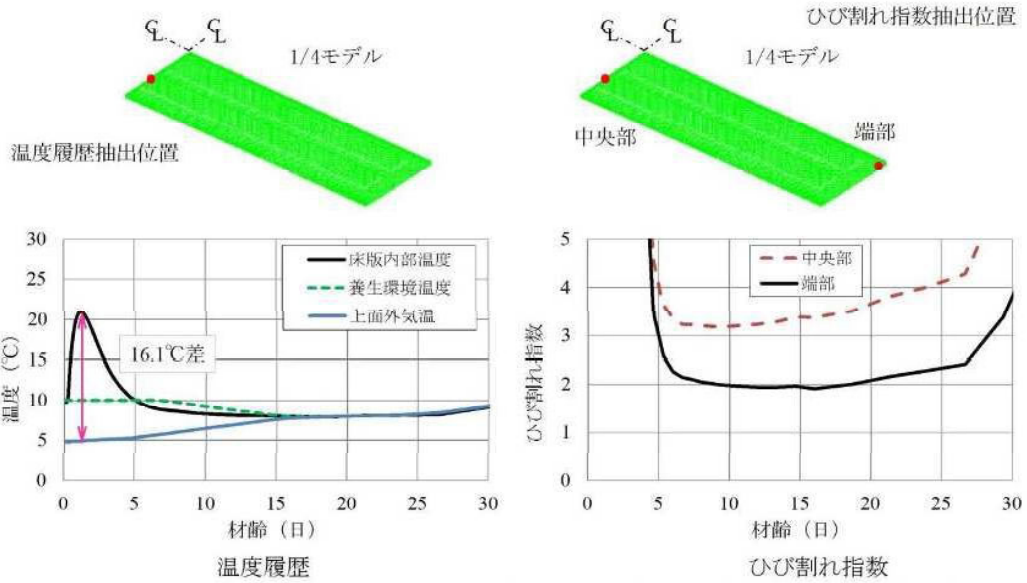 ひび割れ指数抽出位置
℄ ℄
1/4モデル
温度履歴抽出位置
℄ ℄
1/4モデル
中央部
端部
30
25
20
15
10
5
0
温度（℃）
床版内部温度
養生環境温度
上面外気温
16.1℃差
0 5 10 15 20 25 30
材齢（日）
温度履歴
5
4
3
2
1
0
ひび割れ指数
中央部
端部
0 5 10 15 20 25 30
材齢（日）
ひび割れ指数